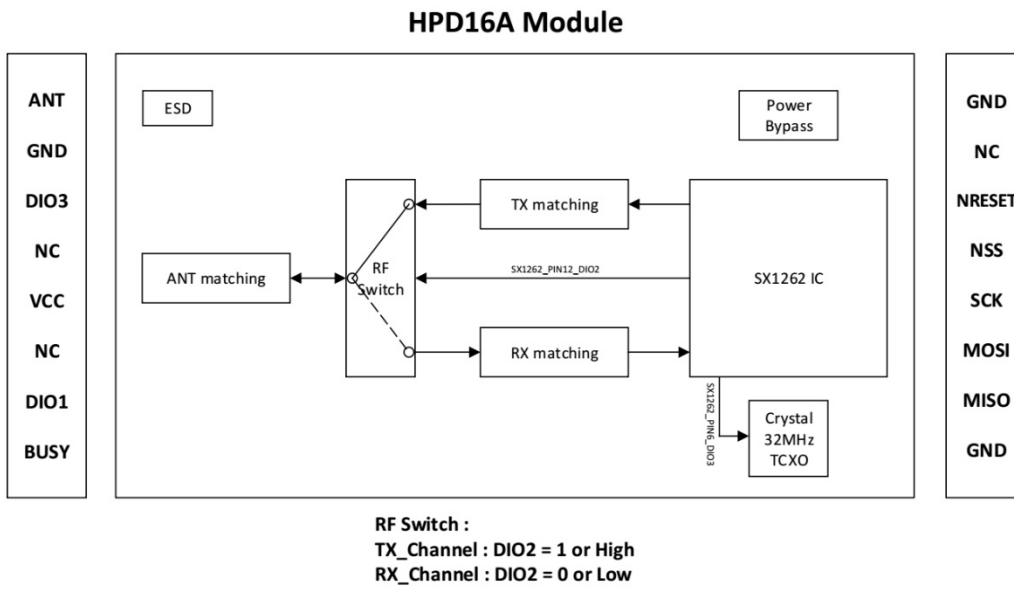 HPD16A Module
ANT
GND
DIO3
NC
VCC
NC
DIO1
BUSY
ESD
Power
Bypass
TX matching
ANT matching
RF
Switch
SX1262_PIN12_DIO2
SX1262 IC
RX matching
SX1262_PIN6_DIO3
Crystal
32MHz
TCXO
GND
NC
NRESET
NSS
SCK
MOSI
MISO
GND
RF Switch :
TX_Channel : DIO2 = 1 or High
RX_Channel : DIO2 = 0 or Low